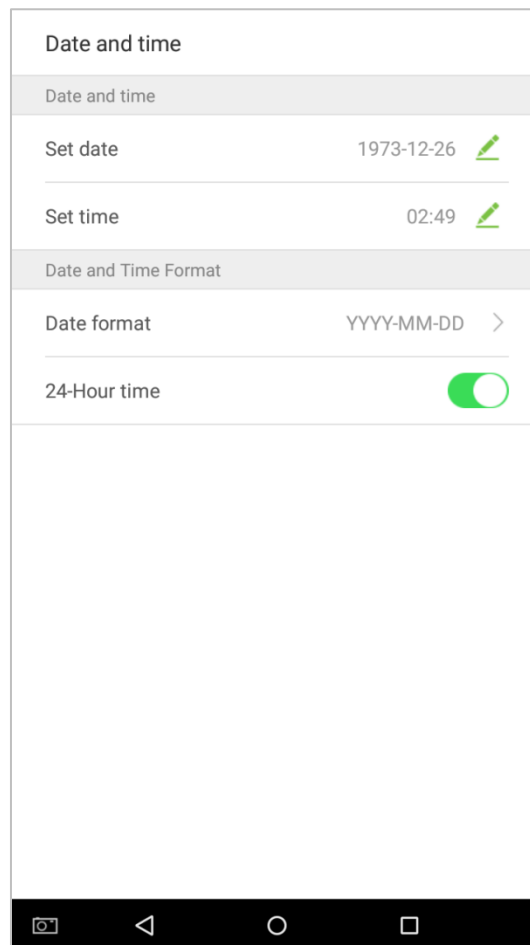 Date and time
Date and time
Set date 1973-12-26
Set time 02:49
Date and Time Format
Date format YYYY-MM-DD
24-Hour time